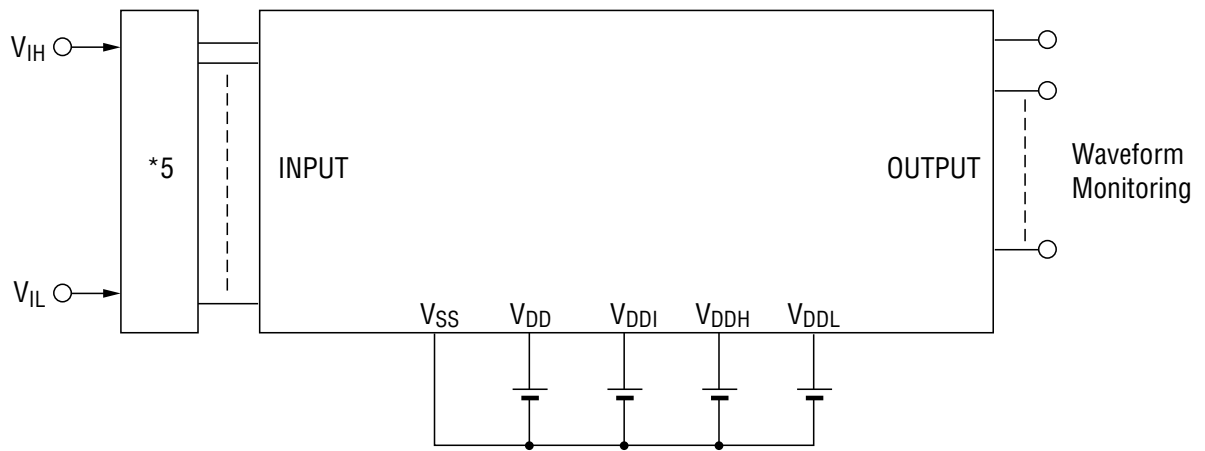 VIH
*5
INPUT
OUTPUT
Waveform
Monitoring
VIL
VSS VDD VDDI VDDH VDDL